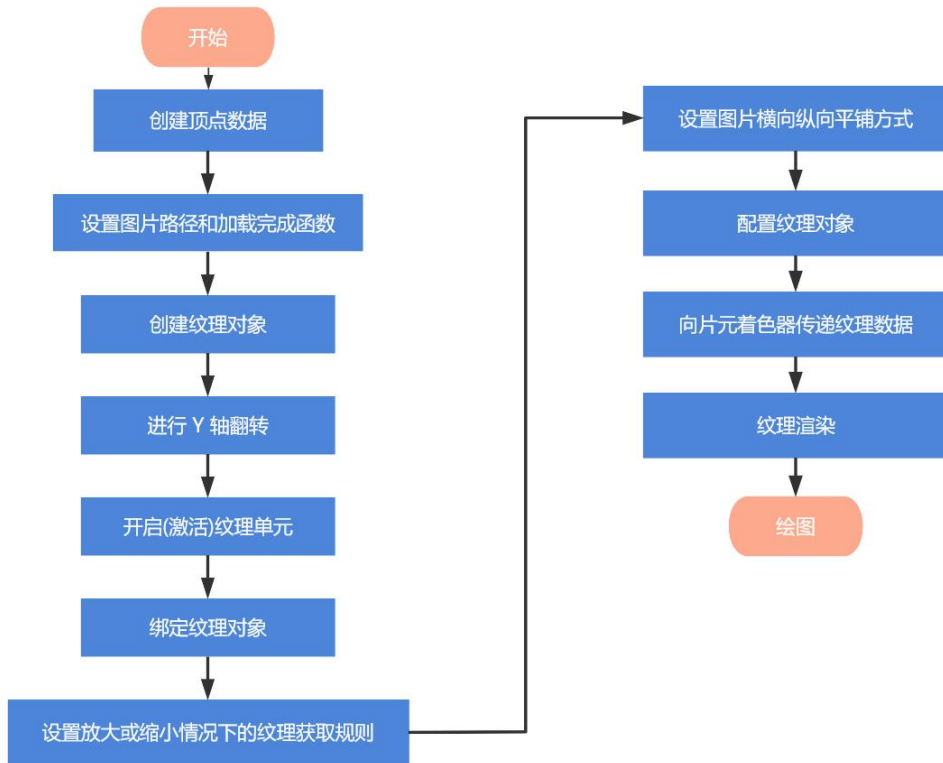 开始
创建顶点数据
设置图片路径和加载完成函数
创建纹理对象
进行 Y 轴翻转
开启(激活)纹理单元
绑定纹理对象
设置放大或缩小情况下的纹理获取规则
设置图片横向纵向平铺方式
配置纹理对象
向片元着色器传递纹理数据
纹理渲染
绘图